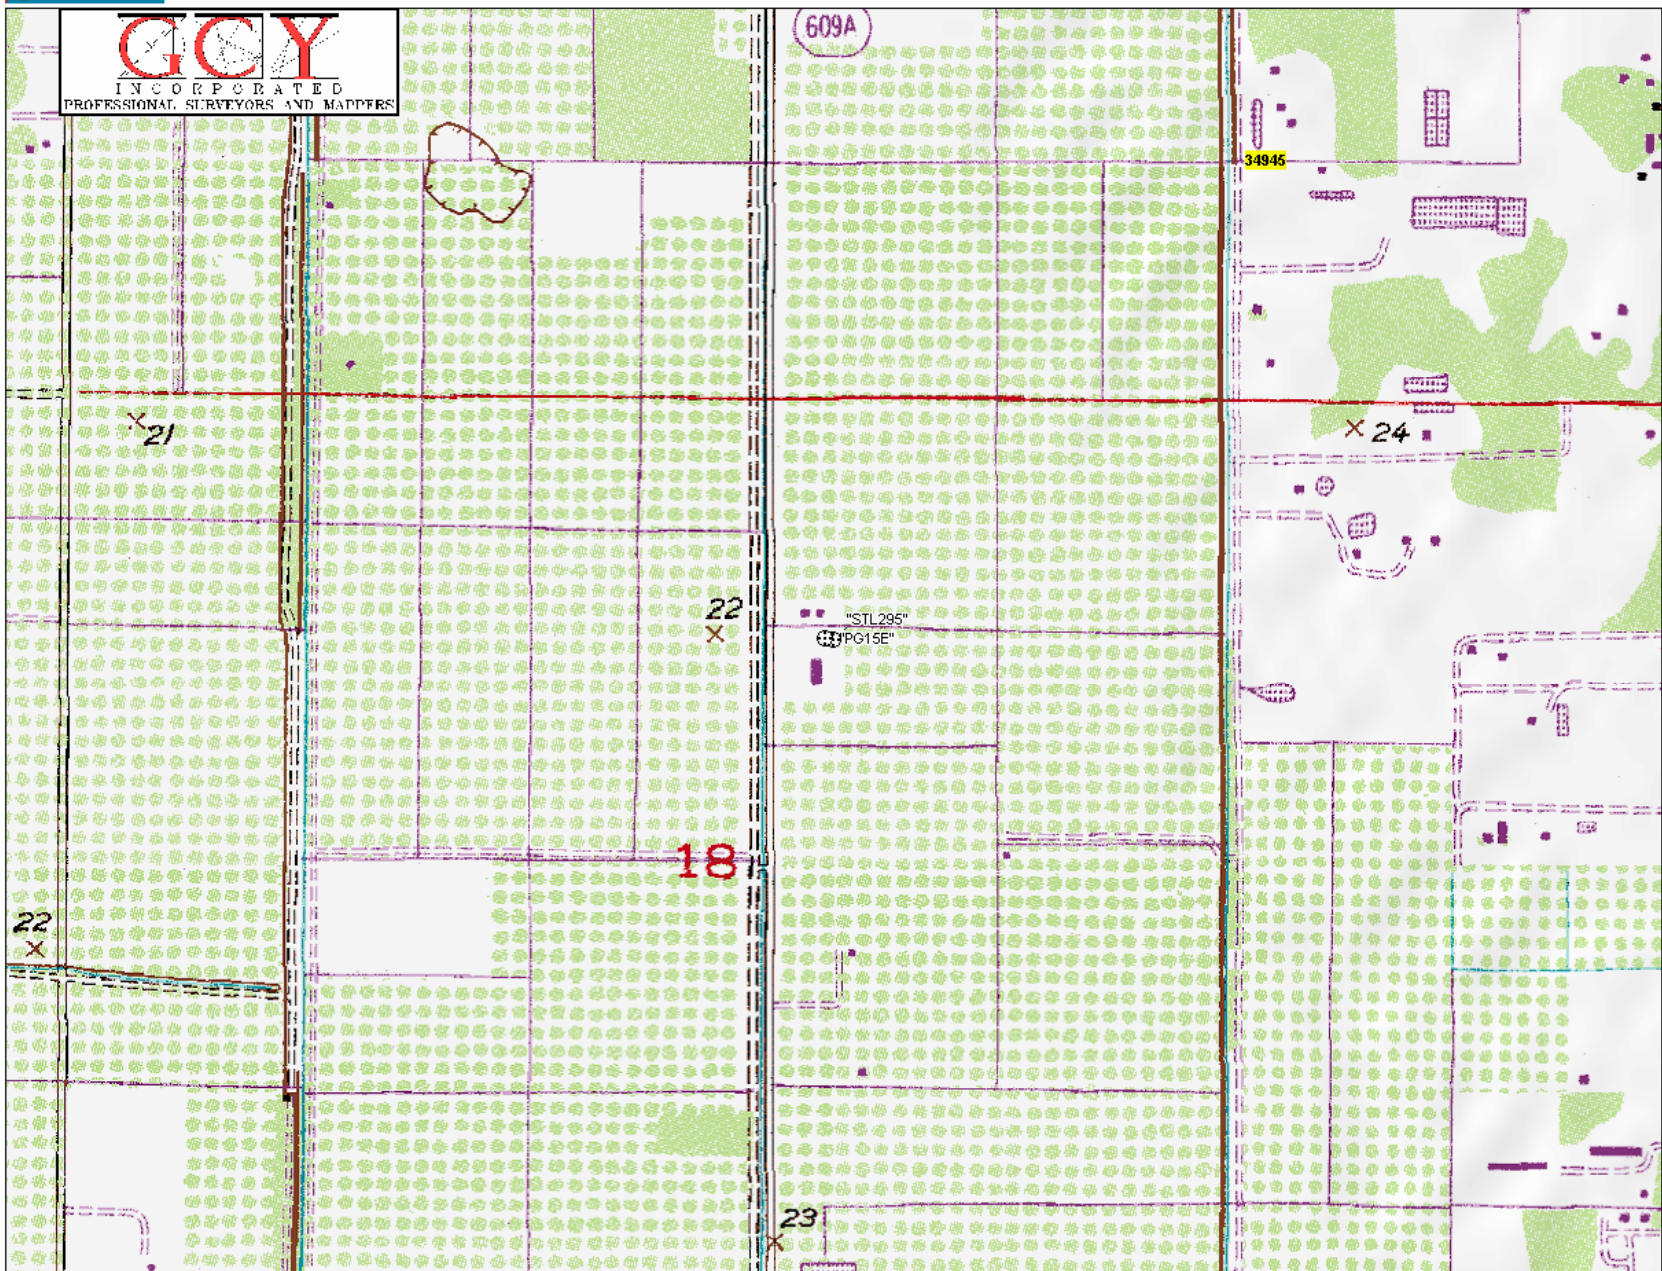 609A
GCY
INCORPORATED
PROFESSIONAL SURVEYORS AND MAPPERS
34945
21
24
22
"STL295"
"PG15E"
18
22
23